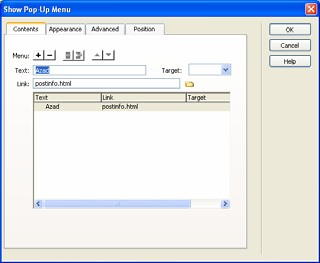 Show Pop-Up Menu
Contents Appearance Advanced Position
OK
Cancel
Help
Menu:
Text: Azad Target:
Link: postinfo.html
Text Link Target
Azad postinfo.html